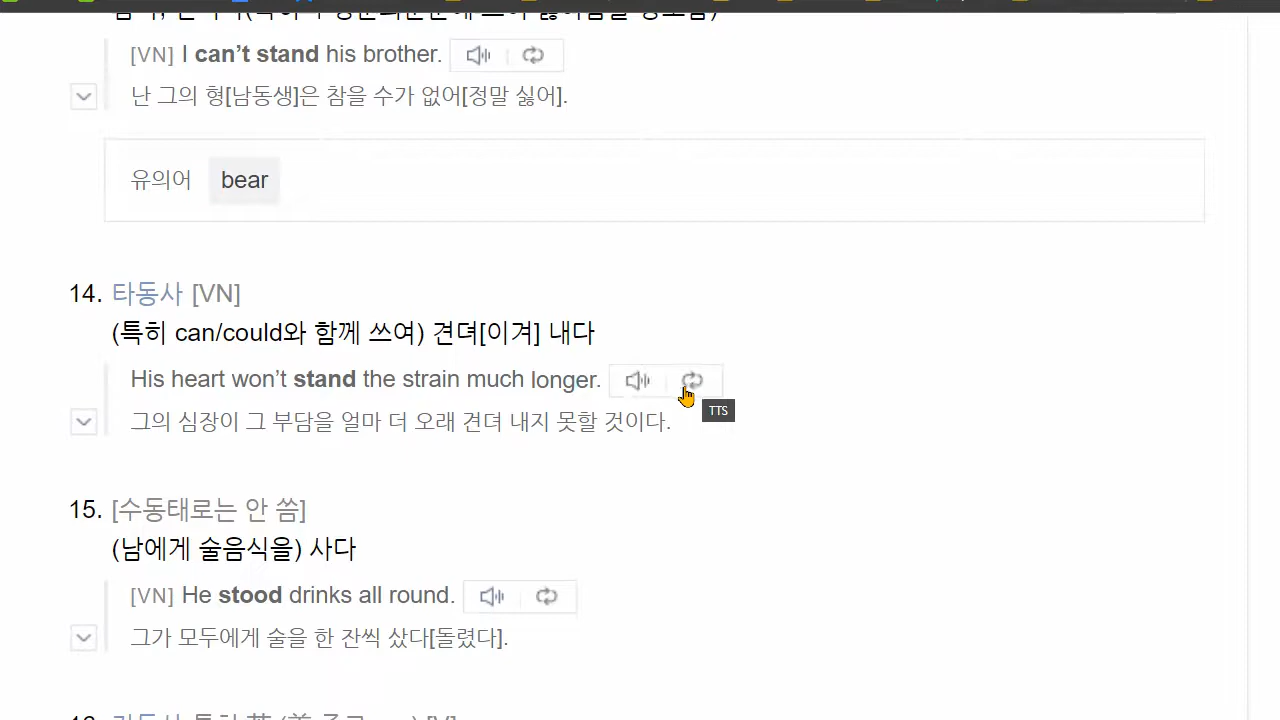 [VN] I can’t stand his brother.
난 그의 형[남동생]은 참을 수가 없어[정말 싫어].
유의어 bear
14. 타동사 [VN]
(특히 can/could와 함께 쓰여) 견뎌[이겨] 내다
His heart won’t stand the strain much longer.
TTS
그의 심장이 그 부담을 얼마 더 오래 견뎌 내지 못할 것이다.
15. [수동태로는 안 씀]
(남에게 술음식을) 사다
[VN] He stood drinks all round.
그가 모두에게 술을 한 잔씩 샀다[돌렸다].